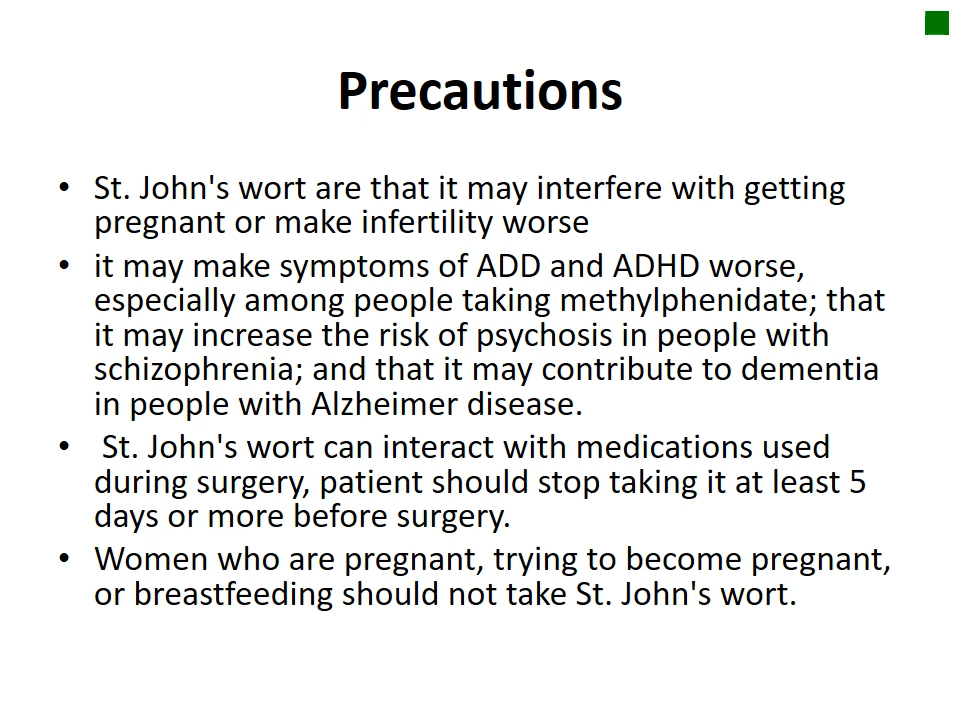 Precautions
• St. John's wort are that it may interfere with getting
pregnant or make infertility worse
• it may make symptoms of ADD and ADHD worse,
especially among people taking methylphenidate; that
it may increase the risk of psychosis in people with
schizophrenia; and that it may contribute to dementia
in people with Alzheimer disease.
• St. John's wort can interact with medications used
during surgery, patient should stop taking it at least 5
days or more before surgery.
• Women who are pregnant, trying to become pregnant,
or breastfeeding should not take St. John's wort.